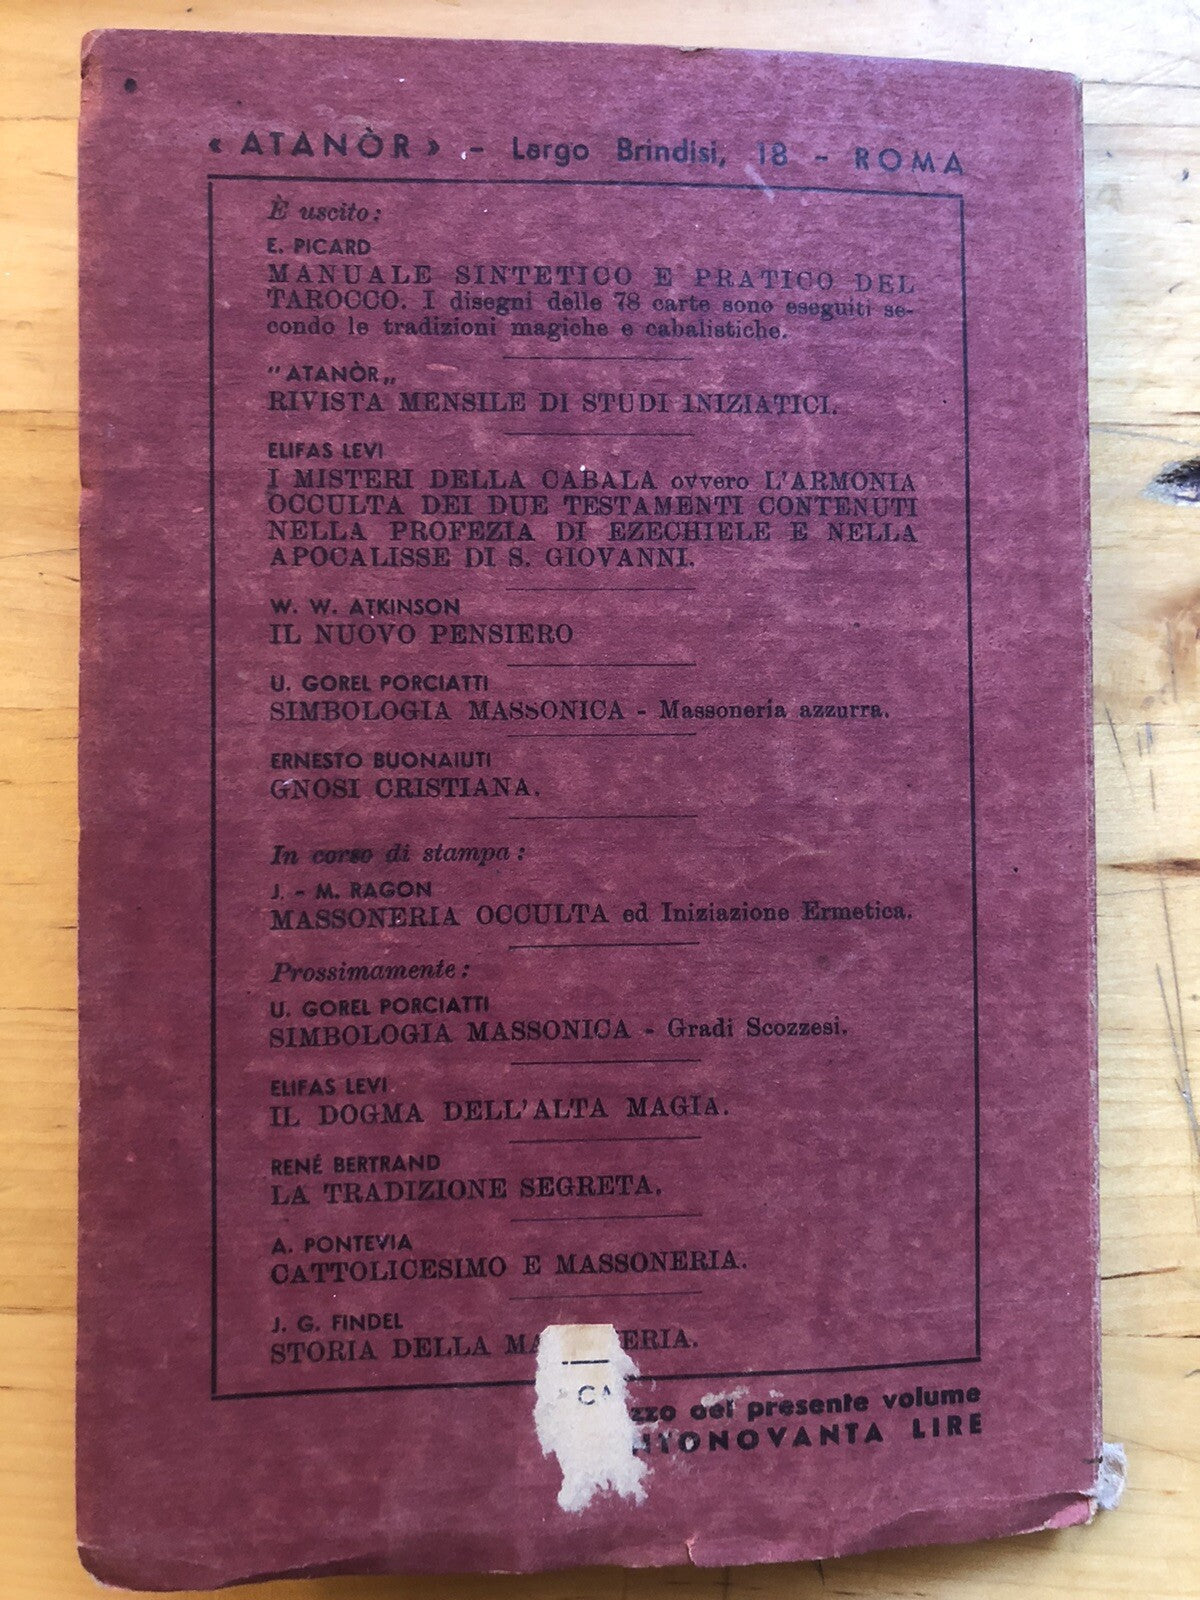 « ATANÒR » - Largo Brindisi, 18 - ROMA
È uscito:
E. PICARD
MANUALE SINTETICO E PRATICO DEL
TAROCCO. I disegni delle 78 carte sono eseguiti se-
condo le tradizioni magiche e cabalistiche.
"ATANÒR„
RIVISTA MENSILE DI STUDI INIZIATICI.
ELIFAS LEVI
I MISTERI DELLA CABALA ovvero L'ARMONIA
OCCULTA DEI DUE TESTAMENTI CONTENUTI
NELLA PROFEZIA DI EZECHIELE E NELLA
APOCALISSE DI S. GIOVANNI.
W. W. ATKINSON
IL NUOVO PENSIERO
U. GOREL PORCIATTI
SIMBOLOGIA MASSONICA - Massoneria azzurra.
ERNESTO BUONAIUTI
GNOSI CRISTIANA.
In corso di stampa:
J. - M. RAGON
MASSONERIA OCCULTA ed Iniziazione Ermetica.
Prossimamente:
U. GOREL PORCIATTI
SIMBOLOGIA MASSONICA - Gradi Scozzesi.
ELIFAS LEVI
IL DOGMA DELL'ALTA MAGIA.
RENÉ BERTRAND
LA TRADIZIONE SEGRETA.
A. PONTEVIA
CATTOLICESIMO E MASSONERIA.
J. G. FINDEL
STORIA DELLA
del presente volume
LIRE